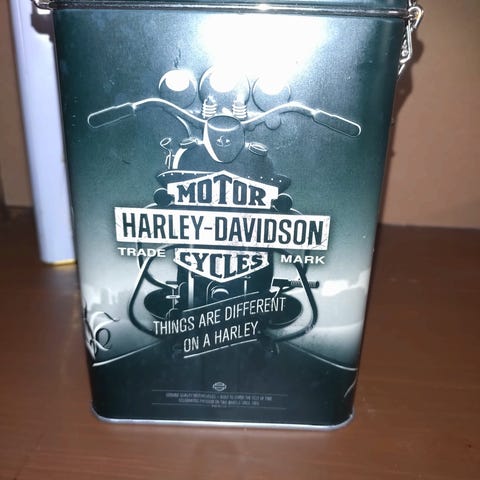 MOTOR
HARLEY-DAVIDSON
TRADE MARK
CYCLES
THINGS ARE DIFFERENT
ON A HARLEY